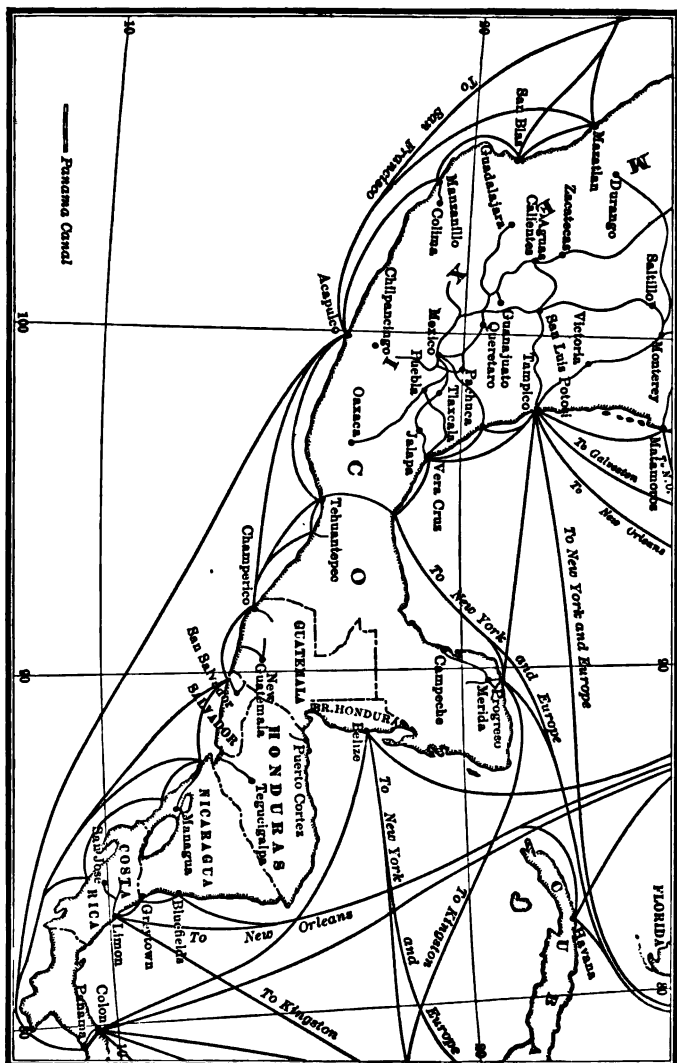 M
Durango
Mazatlan
San Blas
Zacatecas
Aguas
Calientes
Guadalajara
Saltillo
Monterey
Victoria
San Luis Potosi
Guanajuato
Queretaro
Matamoros
Tampico
Pachuca
Mexico
Tlaxcala
Puebla
Jalapa
Vera Cruz
Manzanillo
Colima
I
Chilpancingo
Acapulco
Oaxaca
C
O
Tehuantepec
Champerico
Campeche
Progreso
Merida
GUATEMALA
New
Guatemala
San Salvador
SALVADOR
BR. HONDURAS
Belize
Puerto Cortez
HONDURAS
Tegucigalpa
NICARAGUA
Managua
Bluefields
Greytown
COSTA
RICA
San Jose
Limon
Colon
Panama
FLORIDA
Havana
C U B A
To San Francisco
To Galveston
To New Orleans
To New York and Europe
To New York and Europe
To New York and Europe
To Kingston
To New Orleans
To Kingston
Panama Canal
10
20
100
90
90
80
80
20
10